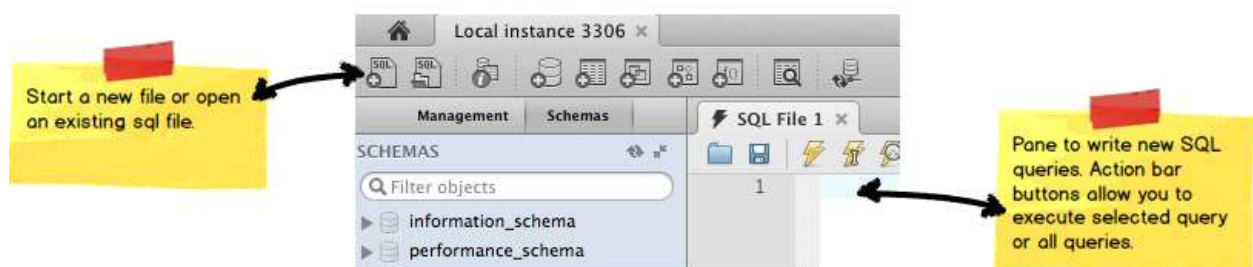 Local instance 3306
SQL SQL
Start a new file or open
an existing sql file.
Management Schemas
SQL File 1
SCHEMAS
Filter objects
1
information_schema
performance_schema
Pane to write new SQL
queries. Action bar
buttons allow you to
execute selected query
or all queries.